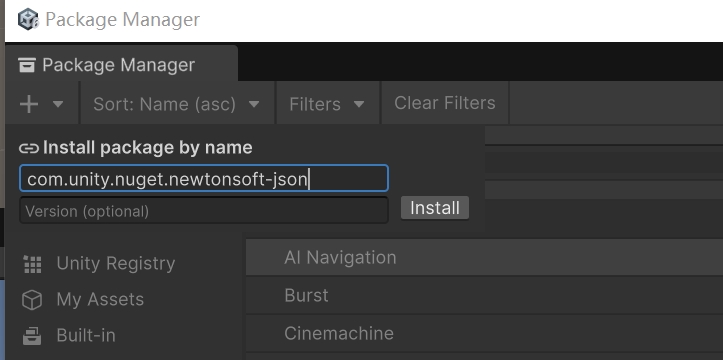 Package Manager
Package Manager
Sort: Name (asc) Filters Clear Filters
Install package by name
com.unity.nuget.newtonsoft-json
Version (optional) Install
Unity Registry
My Assets
Built-in
AI Navigation
Burst
Cinemachine